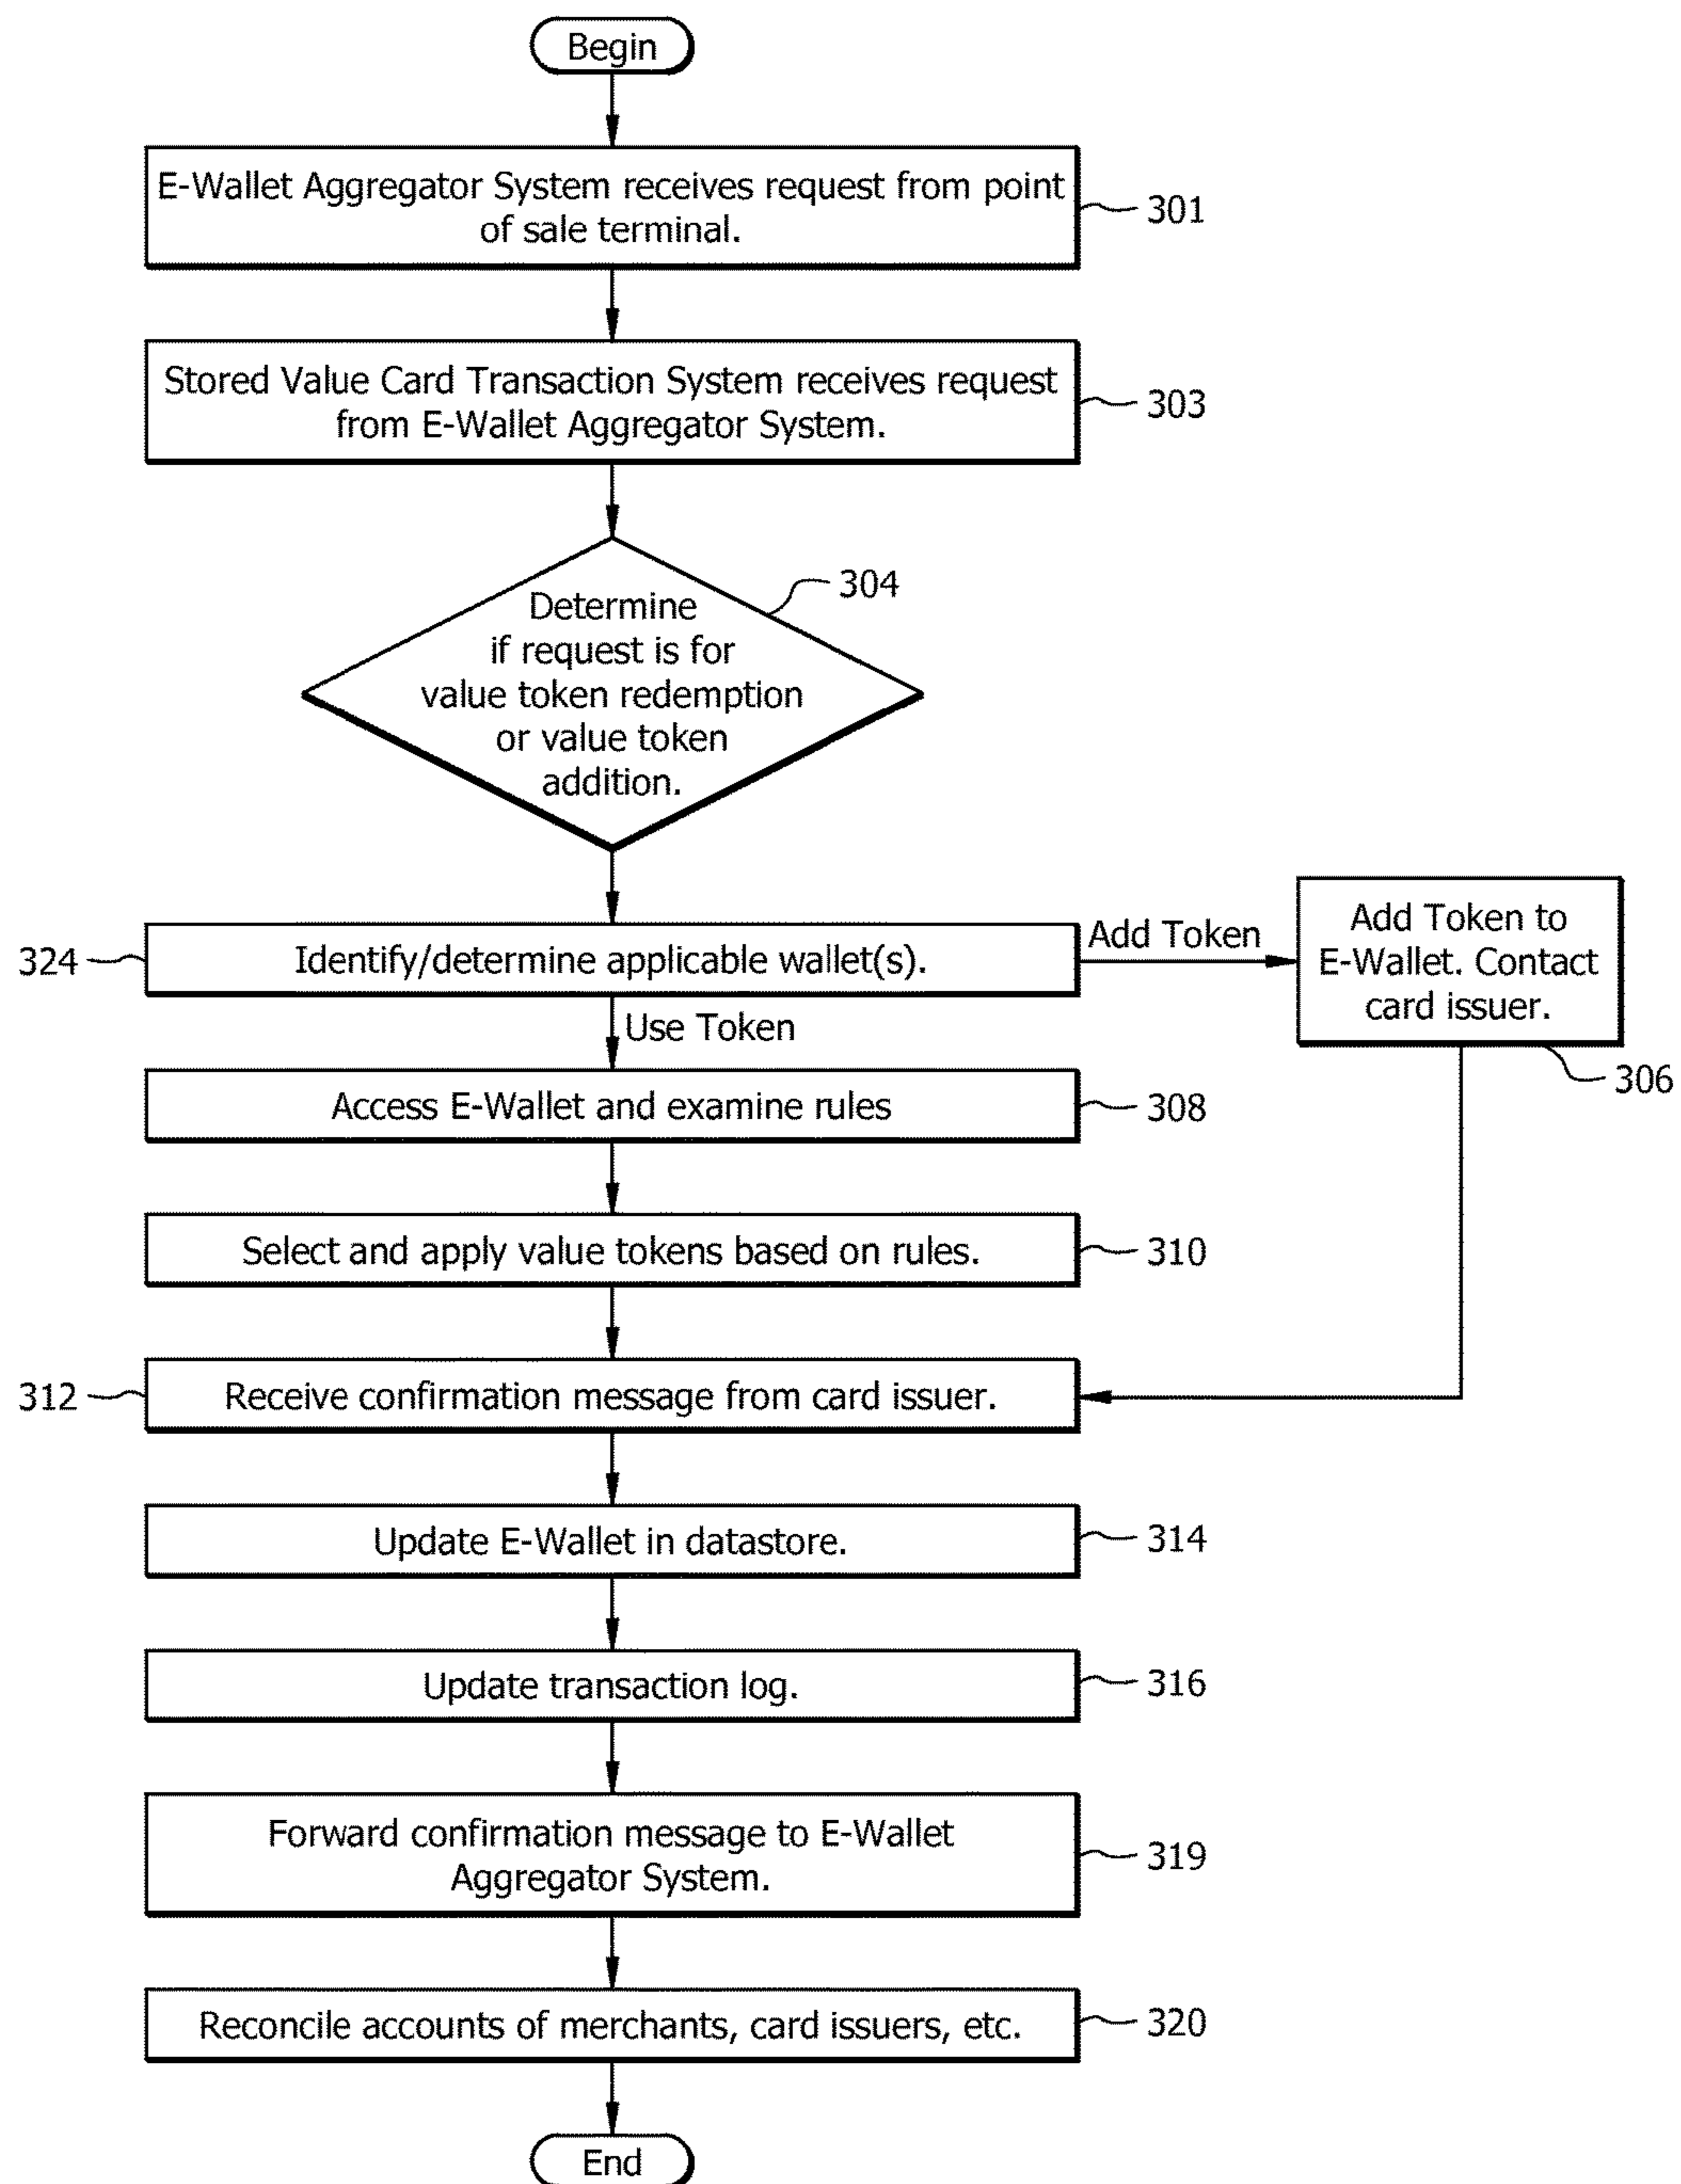 Begin
E-Wallet Aggregator System receives request from point
of sale terminal.
301
Stored Value Card Transaction System receives request
from E-Wallet Aggregator System.
303
304
Determine
if request is for
value token redemption
or value token
addition.
324
Identify/determine applicable wallet(s).
Add Token
Add Token to
E-Wallet. Contact
card issuer.
306
Use Token
Access E-Wallet and examine rules
308
Select and apply value tokens based on rules.
310
312
Receive confirmation message from card issuer.
Update E-Wallet in datastore.
314
Update transaction log.
316
Forward confirmation message to E-Wallet
Aggregator System.
319
Reconcile accounts of merchants, card issuers, etc.
320
End